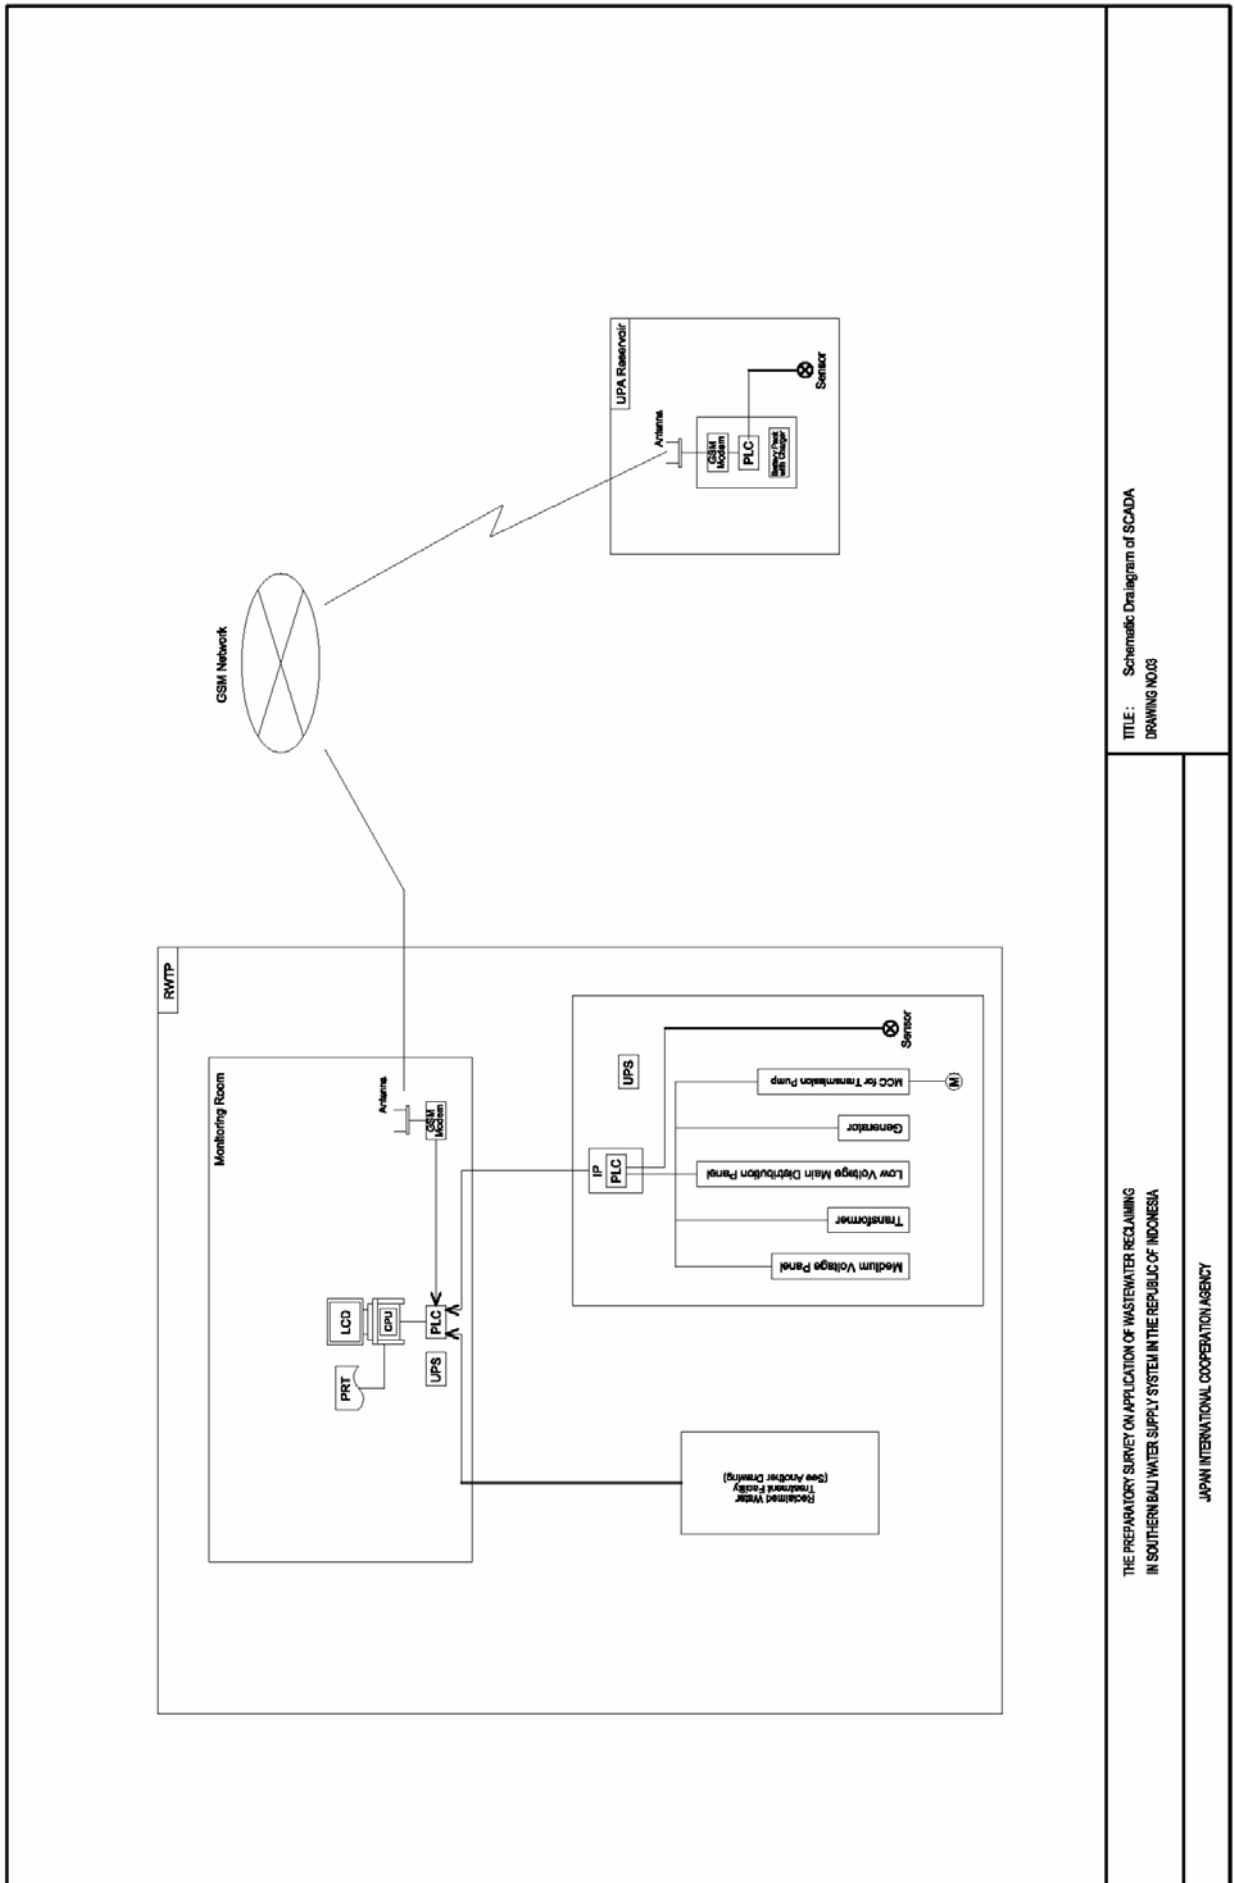 GSM Network
RWTP
Monitoring Room
LCD
CPU
PRT
PLC
UPS
Antenna
GSM
Modem
IP
PLC
UPS
Medium Voltage Panel
Transformer
Low Voltage Main Distribution Panel
Generator
MCC for Transmission Pump
M
Sensor
Reclaimed Water
Treatment Facility
(See Another Drawing)
UPA Reservoir
Antenna
GSM
Modem
PLC
Battery Pack
with Charger
Sensor
THE PREPARATORY SURVEY ON APPLICATION OF WASTEWATER RECLAIMING
IN SOUTHERN BALI WATER SUPPLY SYSTEM IN THE REPUBLIC OF INDONESIA
JAPAN INTERNATIONAL COOPERATION AGENCY
TITLE : Schematic Draiagram of SCADA
DRAWING NO.03